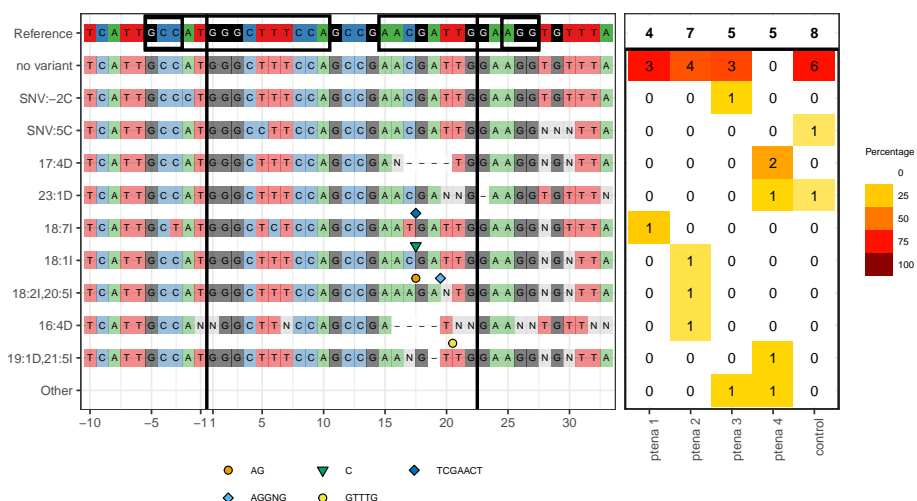 Reference T C A T T G C C A T G G G C T T T C C A G C C G A A C G A T T G G A A G G T G T T T A 4 7 5 5 8
no variant T C A T T G C C A T G G G C T T T C C A G C C G A A C G A T T G G A A G G T G T T T A 3 4 3 0 6
SNV:-2C T C A T T G C C C T G G G C T T T C C A G C C G A A C G A T T G G A A G G T G T T T A 0 0 1 0 0
SNV:5C T C A T T G C C A T G G G C C T T C C A G C C G A A C G A T T G G A A G G N N N T T A 0 0 0 0 1
17:4D T C A T T G C C A T G G G C T T T C C A G C C G A N - - - - T G G A A G G N G N T T A 0 0 0 2 0
23:1D T C A T T G C C A T G G G C T T T C C A G C C G A A C G A N N G - A A G G T G T T T N 0 0 0 1 1
18:7I T C A T T G C T A T G G G C T C T C C A G C C G A A T G A T T G G A A G G N G T T T A 1 0 0 0 0
18:1I T C A T T G C C A T G G G C T T T C C A G C C G A A C G A T T G G A A G G N G N T T A 0 1 0 0 0
18:2I,20:5I T C A T T G C C A T G G G C T T T C C A G C C G A A A G A N T G G A A G G N G N T T A 0 1 0 0 0
16:4D T C A T T G C C A N N G G C T T N C C A G C C G A - - - - T N N G A A N N T G T T N N 0 1 0 0 0
19:1D,21:5I T C A T T G C C A T G G G C T T T C C A G C C G A A N G - T T G G A A G G N G N T T A 0 0 0 1 0
Other 0 0 1 1 0
-10 -5 -1 1 5 10 15 20 25 30
ptena 1 ptena 2 ptena 3 ptena 4 control
AG C TCGAACT
AGGNG GTTTG
Percentage
0
25
50
75
100